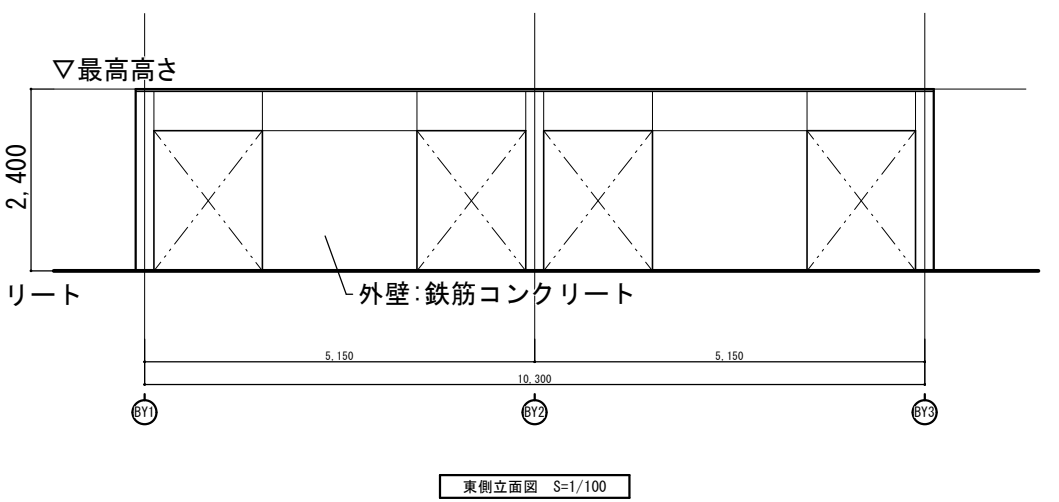 ▽最高高さ
2,400
リート
外壁:鉄筋コンクリート
5,150
5,150
10,300
BY1
BY2
BY3
東側立面図 S=1/100